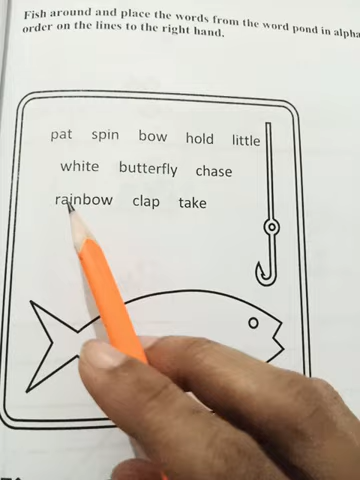 Fish around and place the words from the word pond in alpha
order on the lines to the right hand.
pat spin bow hold little
white butterfly chase
rainbow clap take